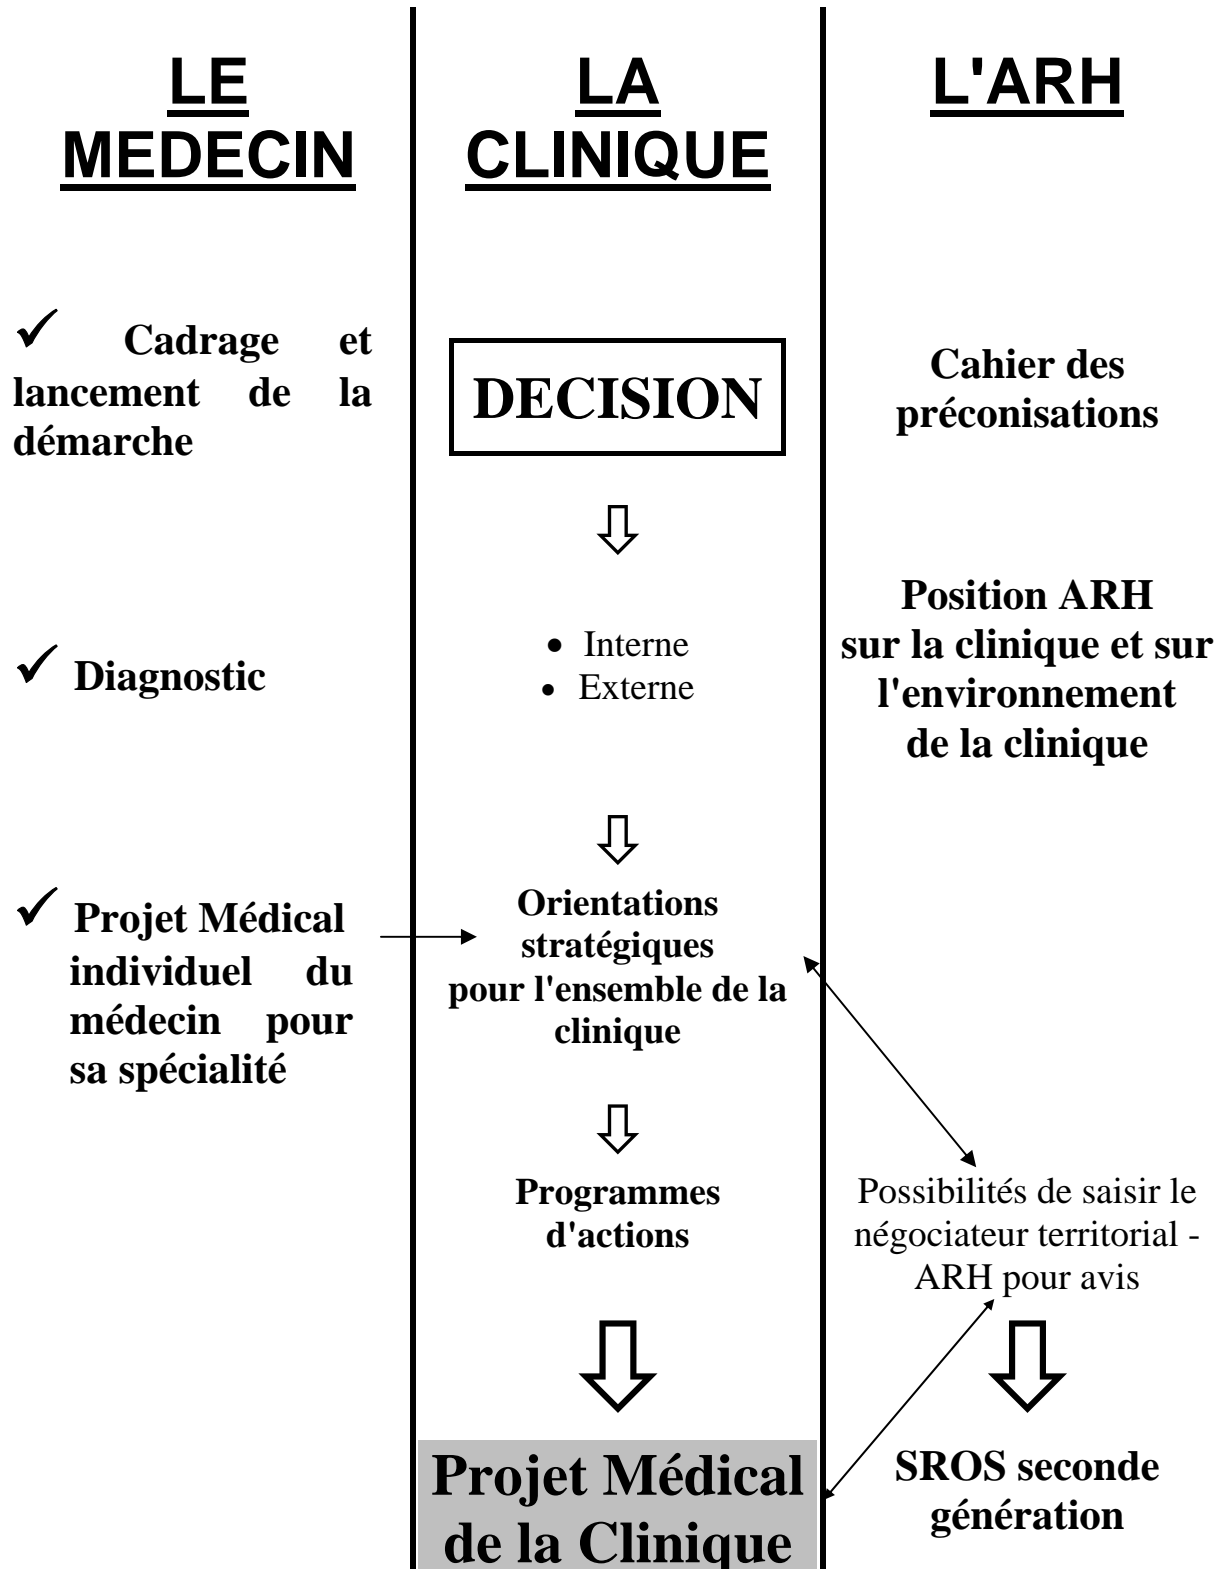 LE
MEDECIN
LA
CLINIQUE
L'ARH
✓ Cadrage et
lancement de la
démarche
DECISION
Cahier des
préconisations
✓ Diagnostic
• Interne
• Externe
Position ARH
sur la clinique et sur
l'environnement
de la clinique
✓ Projet Médical
individuel du
médecin pour
sa spécialité
Orientations
stratégiques
pour l'ensemble de la
clinique
Programmes
d'actions
Possibilités de saisir le
négociateur territorial -
ARH pour avis
Projet Médical
de la Clinique
SROS seconde
génération